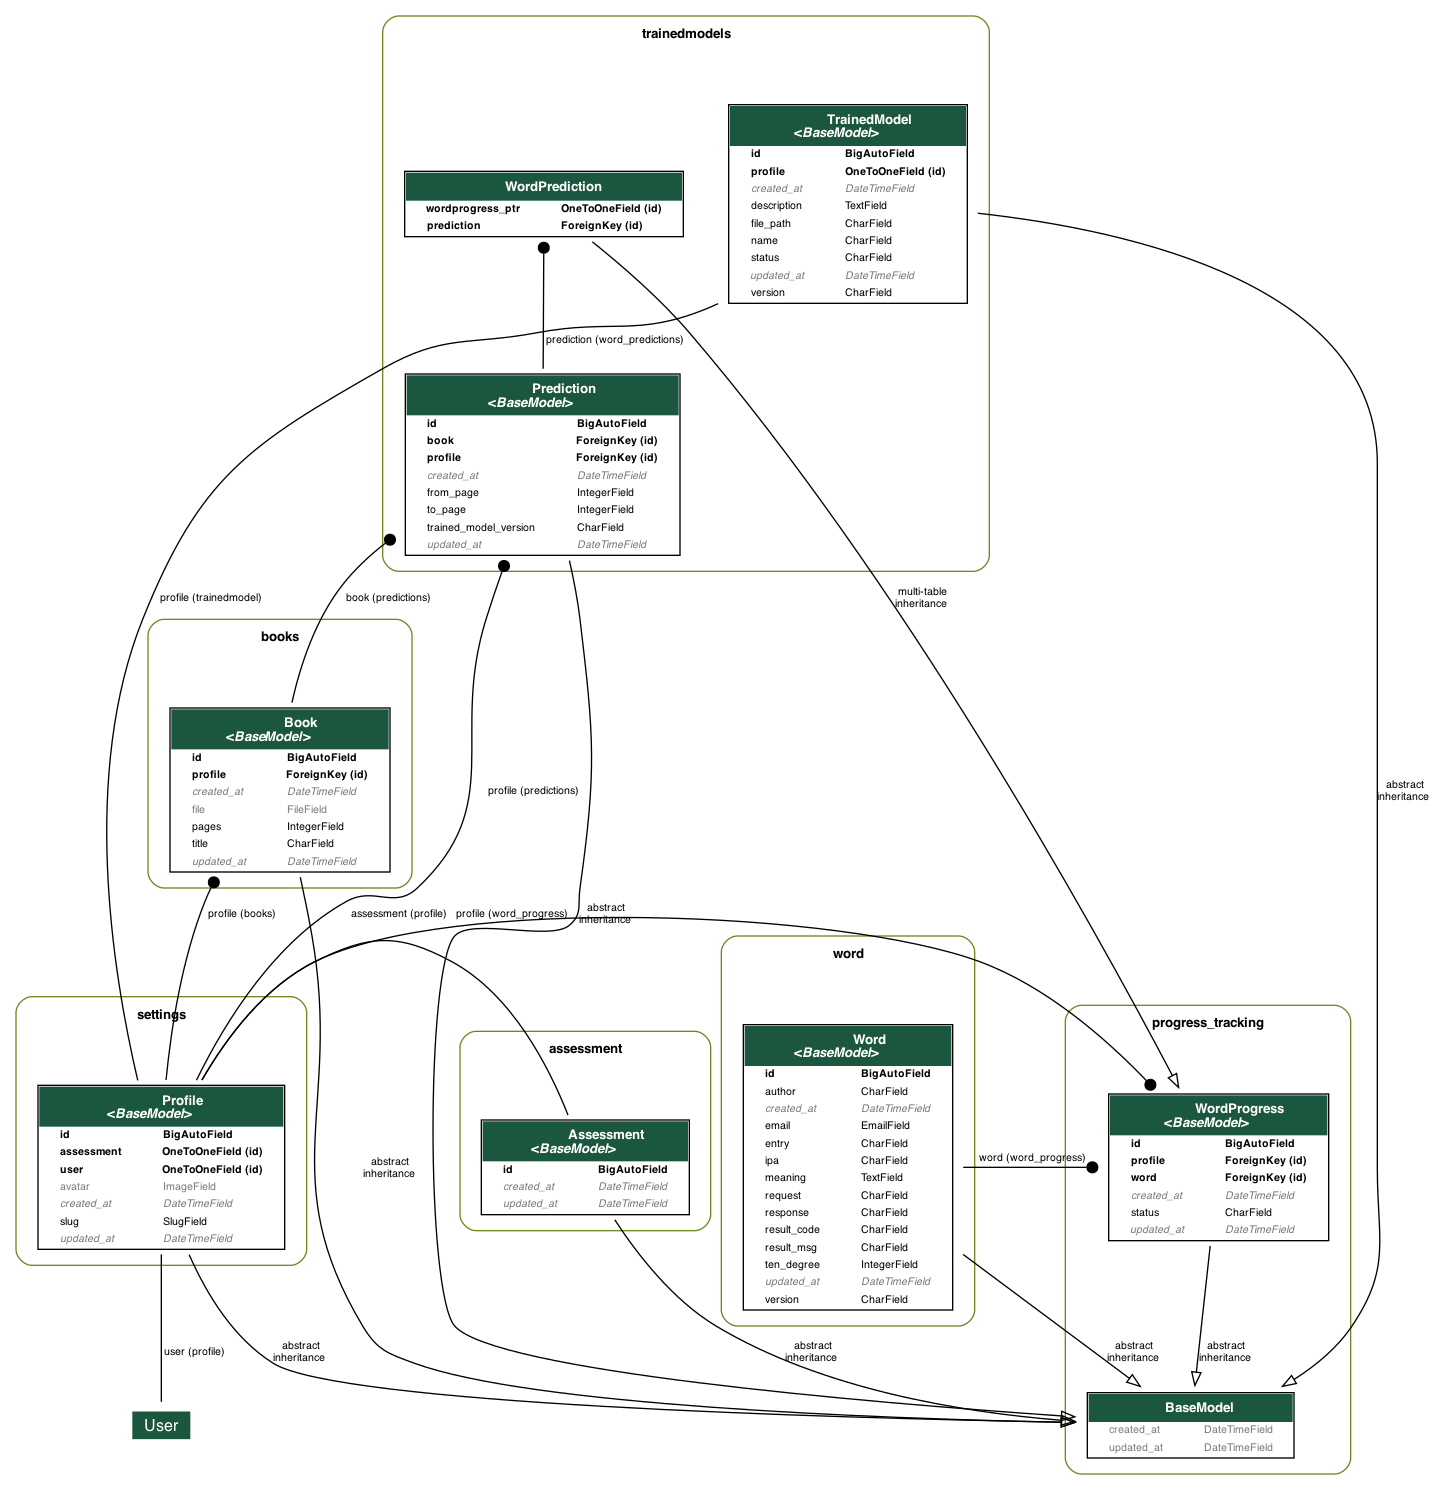 trainedmodels
TrainedModel
<BaseModel>
id BigAutoField
profile OneToOneField (id)
created_at DateTimeField
description TextField
file_path CharField
name CharField
status CharField
updated_at DateTimeField
version CharField
WordPrediction
wordprogress_ptr OneToOneField (id)
prediction ForeignKey (id)
prediction (word_predictions)
Prediction
<BaseModel>
id BigAutoField
book ForeignKey (id)
profile ForeignKey (id)
created_at DateTimeField
from_page IntegerField
to_page IntegerField
trained_model_version CharField
updated_at DateTimeField
profile (trainedmodel)
book (predictions)
multi-table
inheritance
books
Book
<BaseModel>
id BigAutoField
profile ForeignKey (id)
created_at DateTimeField
file FileField
pages IntegerField
title CharField
updated_at DateTimeField
profile (predictions)
abstract
inheritance
profile (books)
assessment (profile)
profile (word_progress)
abstract
inheritance
settings
Profile
<BaseModel>
id BigAutoField
assessment OneToOneField (id)
user OneToOneField (id)
avatar ImageField
created_at DateTimeField
slug SlugField
updated_at DateTimeField
abstract
inheritance
assessment
Assessment
<BaseModel>
id BigAutoField
created_at DateTimeField
updated_at DateTimeField
word
Word
<BaseModel>
id BigAutoField
author CharField
created_at DateTimeField
email EmailField
entry CharField
ipa CharField
meaning TextField
request CharField
response CharField
result_code CharField
result_msg CharField
ten_degree IntegerField
updated_at DateTimeField
version CharField
word (word_progress)
progress_tracking
WordProgress
<BaseModel>
id BigAutoField
profile ForeignKey (id)
word ForeignKey (id)
created_at DateTimeField
status CharField
updated_at DateTimeField
user (profile)
abstract
inheritance
abstract
inheritance
abstract
inheritance
abstract
inheritance
User
BaseModel
created_at DateTimeField
updated_at DateTimeField